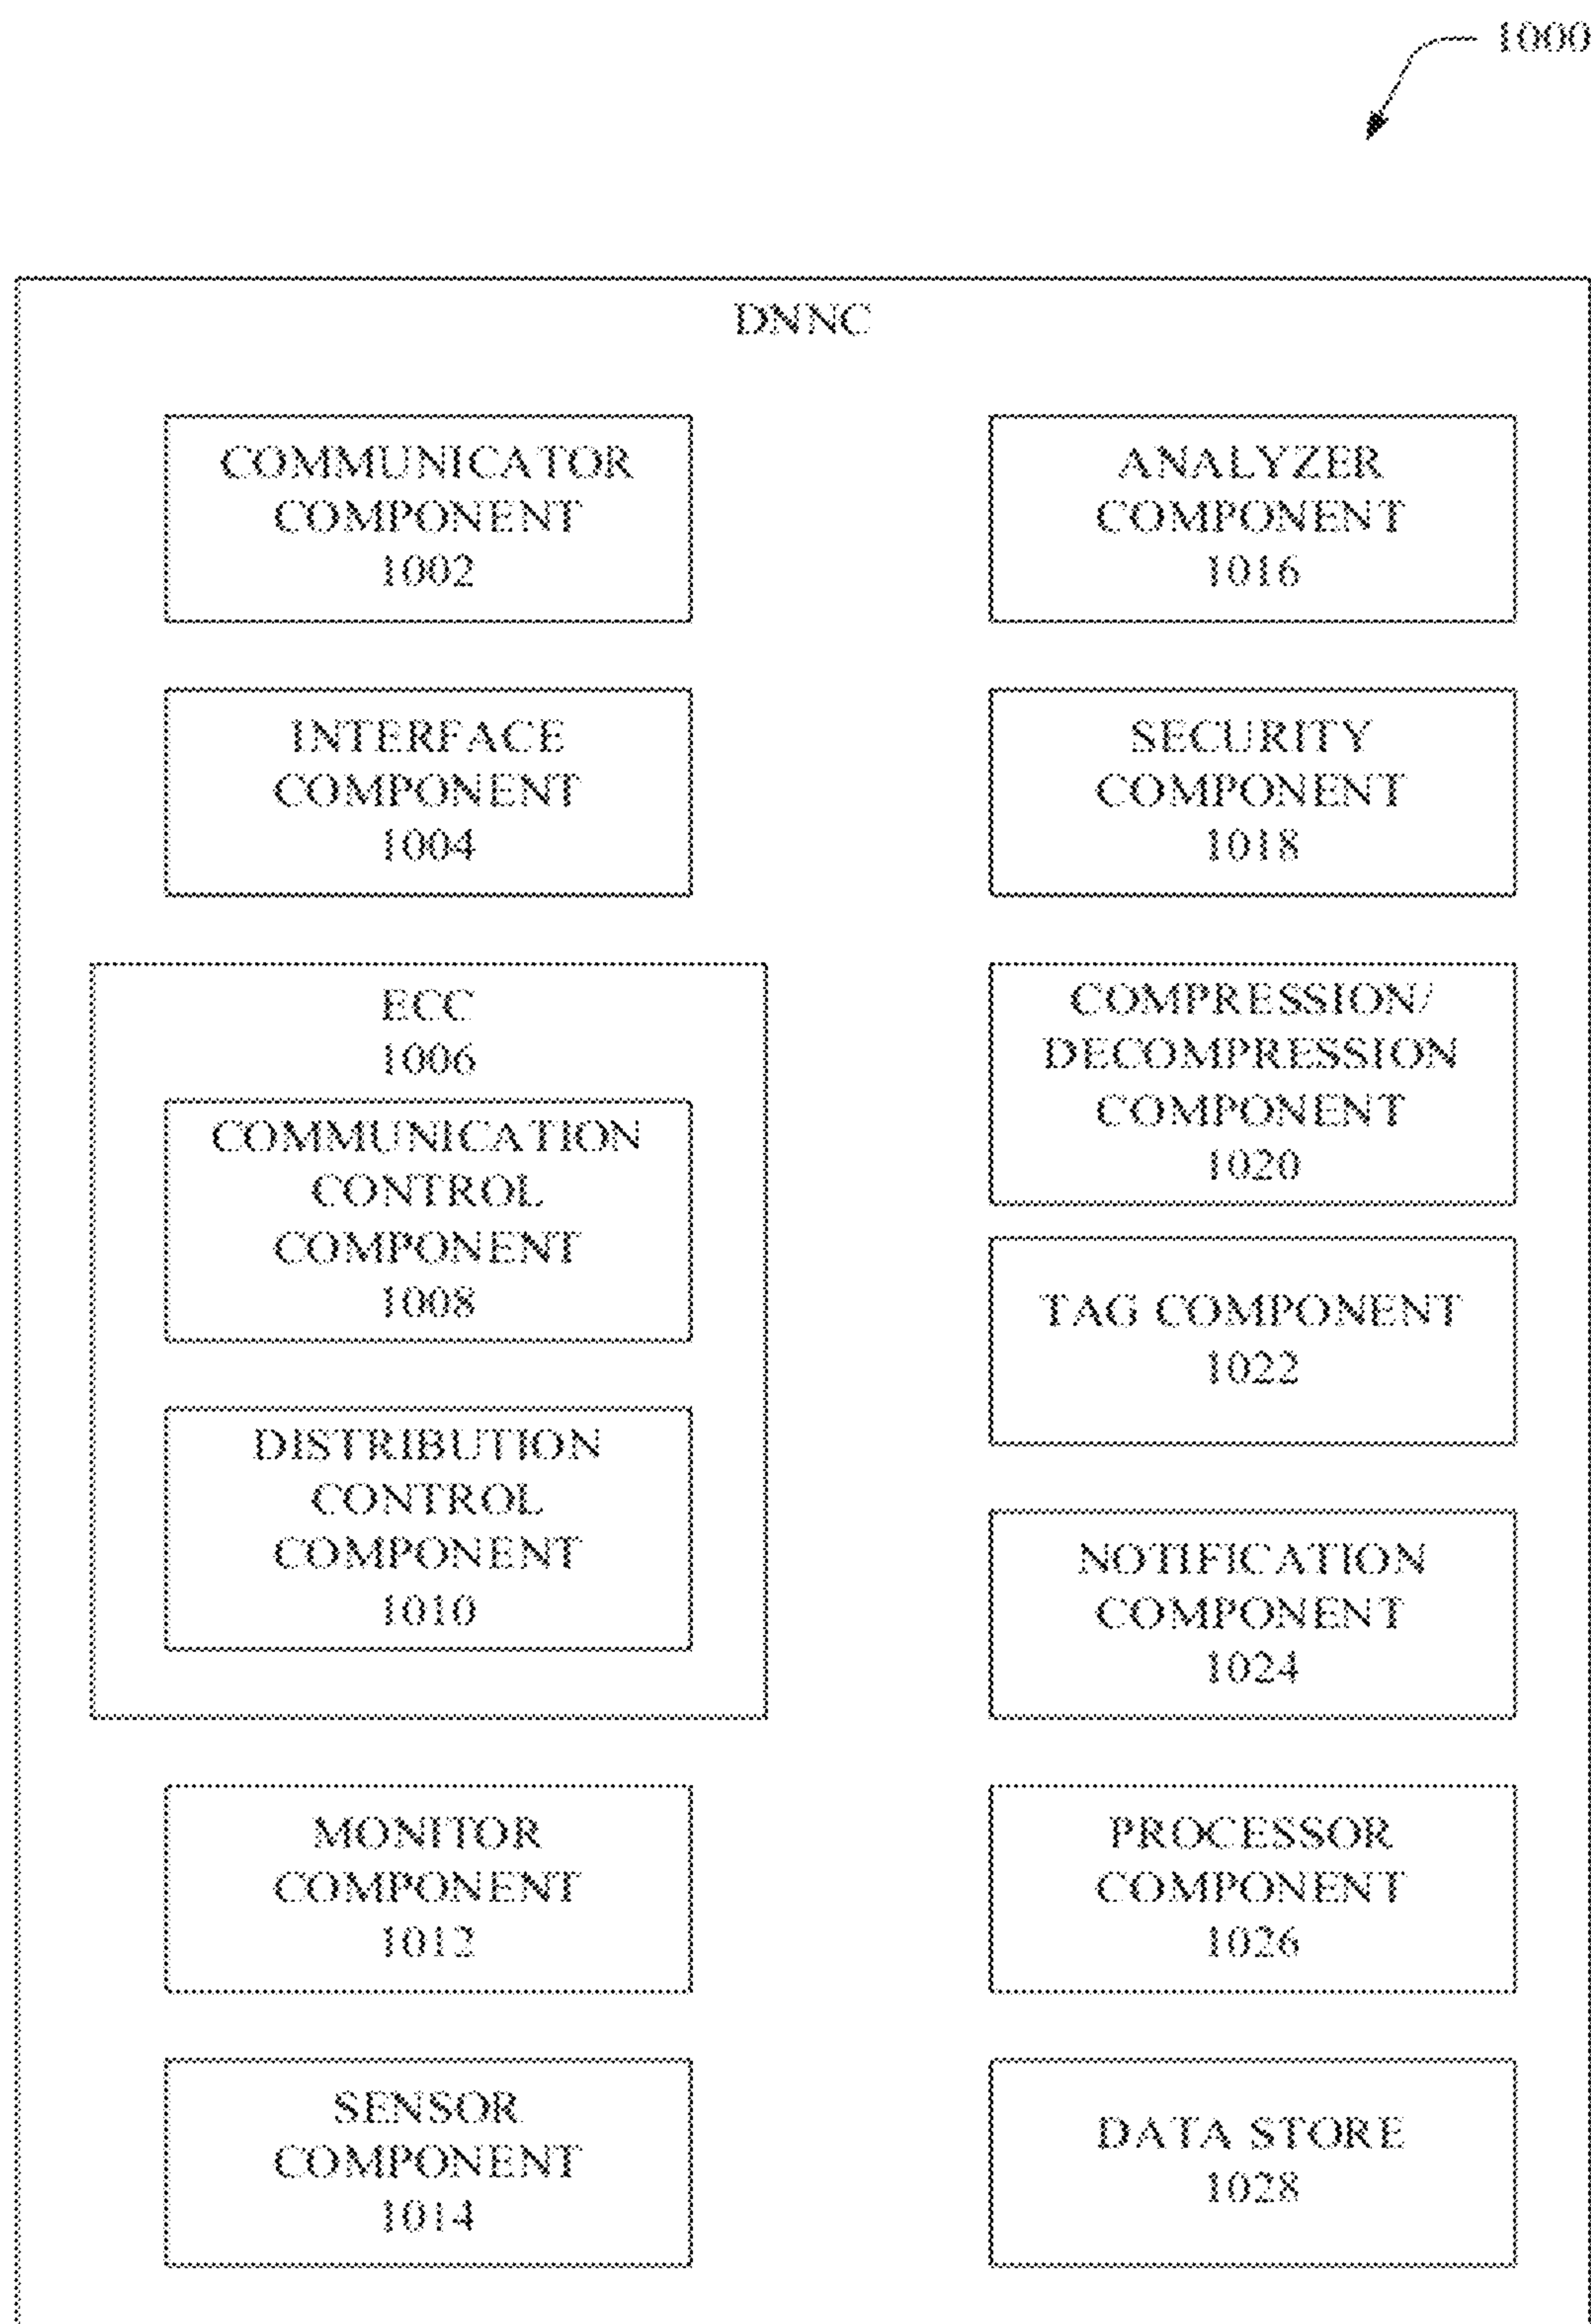 1000
DNNC
COMMUNICATOR
COMPONENT
1002
INTERFACE
COMPONENT
1004
ECC
1006
COMMUNICATION
CONTROL
COMPONENT
1008
DISTRIBUTION
CONTROL
COMPONENT
1010
MONITOR
COMPONENT
1012
SENSOR
COMPONENT
1014
ANALYZER
COMPONENT
1016
SECURITY
COMPONENT
1018
COMPRESSION/
DECOMPRESSION
COMPONENT
1020
TAG COMPONENT
1022
NOTIFICATION
COMPONENT
1024
PROCESSOR
COMPONENT
1026
DATA STORE
1028